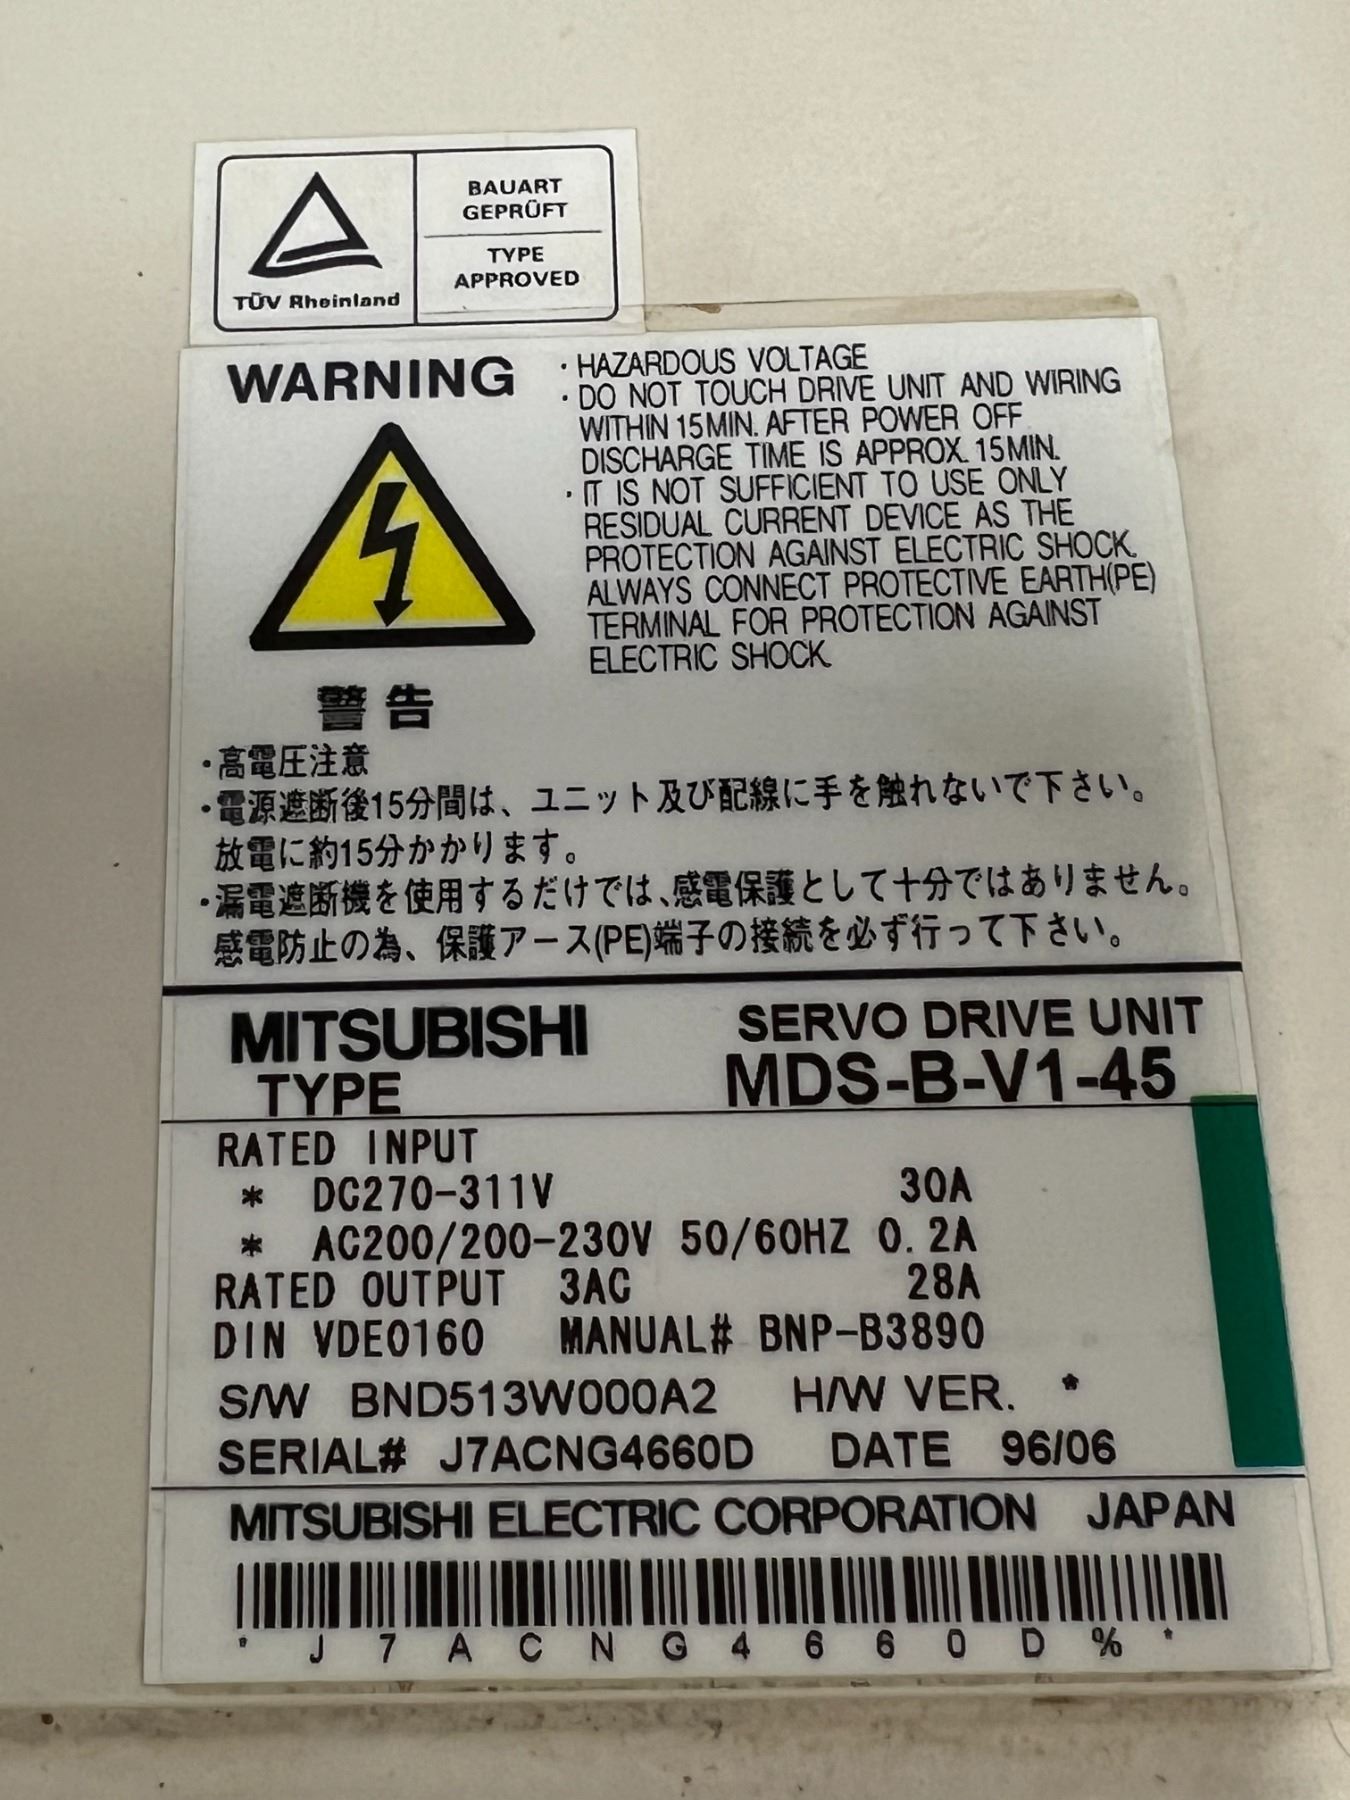 BAUART
GEPRÜFT
TYPE
APPROVED
TÜV Rheinland
WARNING
· HAZARDOUS VOLTAGE
· DO NOT TOUCH DRIVE UNIT AND WIRING
WITHIN 15MIN. AFTER POWER OFF
DISCHARGE TIME IS APPROX. 15MIN.
· IT IS NOT SUFFICIENT TO USE ONLY
RESIDUAL CURRENT DEVICE AS THE
PROTECTION AGAINST ELECTRIC SHOCK.
ALWAYS CONNECT PROTECTIVE EARTH(PE)
TERMINAL FOR PROTECTION AGAINST
ELECTRIC SHOCK.
警告
・高電圧注意
・電源遮断後15分間は、ユニット及び配線に手を触れないで下さい。
放電に約15分かかります。
・漏電遮断機を使用するだけでは、感電保護として十分ではありません。
感電防止の為、保護アース(PE)端子の接続を必ず行って下さい。
MITSUBISHI SERVO DRIVE UNIT
TYPE MDS-B-V1-45
RATED INPUT
* DC270-311V 30A
* AC200/200-230V 50/60HZ 0.2A
RATED OUTPUT 3AC 28A
DIN VDE0160 MANUAL# BNP-B3890
S/W BND513W000A2 H/W VER. *
SERIAL# J7ACNG4660D DATE 96/06
MITSUBISHI ELECTRIC CORPORATION JAPAN
* J 7 A C N G 4 6 6 0 D % *